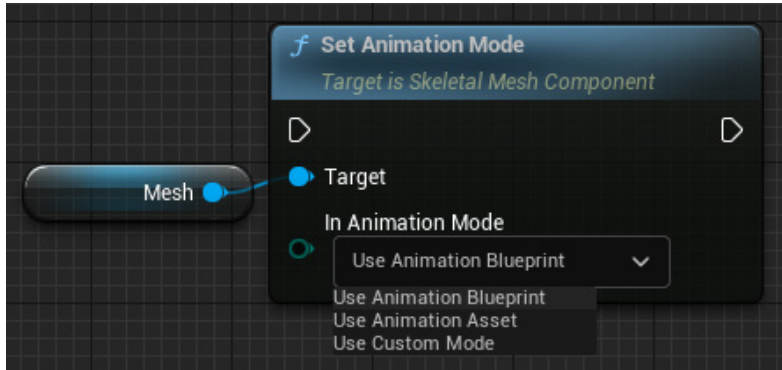 f Set Animation Mode
Target is Skeletal Mesh Component
Mesh
Target
In Animation Mode
Use Animation Blueprint
Use Animation Blueprint
Use Animation Asset
Use Custom Mode